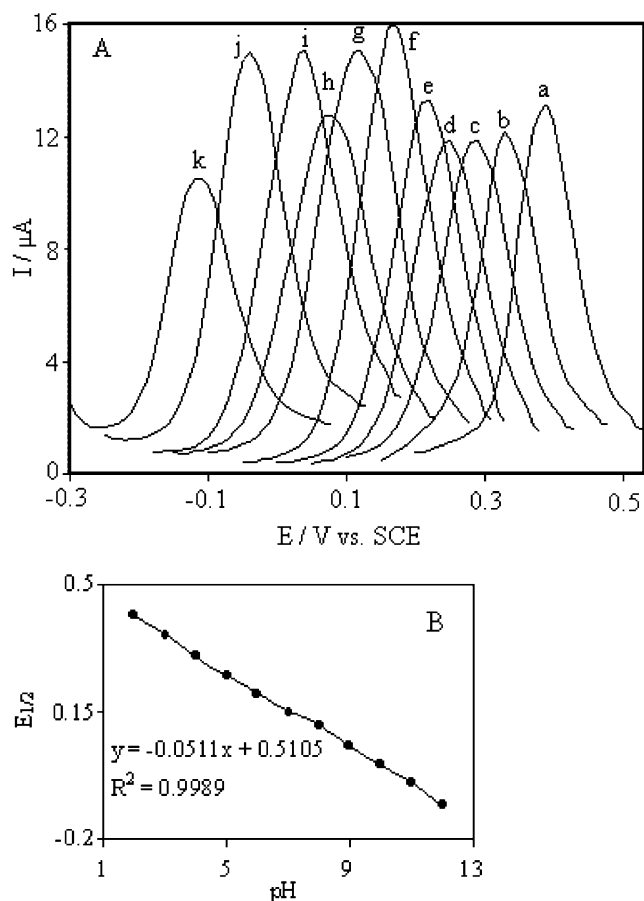 16
A
j
i
g
f
h
e
d
c
b
a
k
12
8
4
0
I / μA
-0.3
-0.1
0.1
0.3
0.5
E / V vs. SCE
0.5
B
0.15
E1/2
y = -0.0511x + 0.5105
R² = 0.9989
-0.2
1
5
9
13
pH